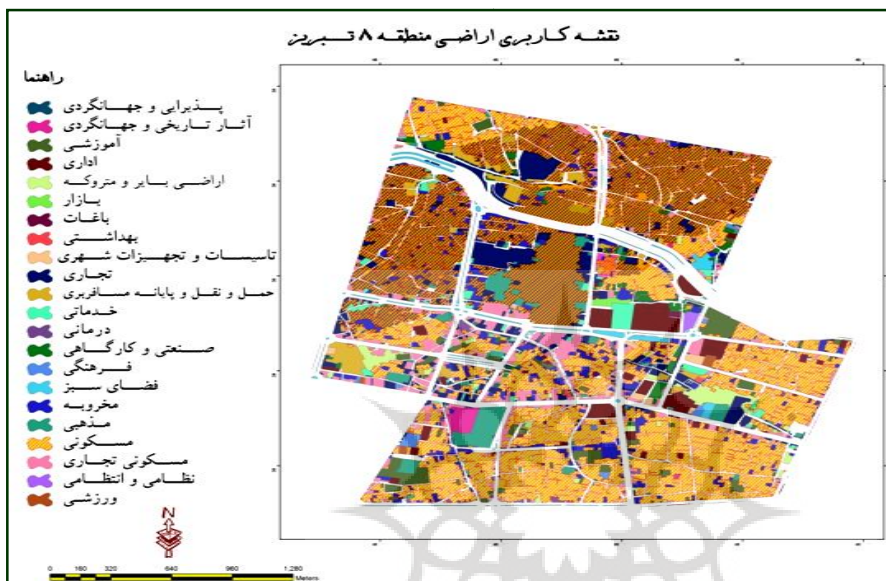 نقشه کاربری اراضی منطقه ۸ تبریز
راهنما
پذیرایی و جهانگردی
آثار تاریخی و جهانگردی
آموزشی
اداری
اراضی بایر و متروکه
بازار
باغات
بهداشتی
تاسیسات و تجهیزات شهری
تجاری
حمل و نقل و پایانه مسافربری
خدماتی
درمانی
صنعتی و کارگاهی
فرهنگی
فضای سبز
مخروبه
مذهبی
مسکونی
مسکونی تجاری
نظامی و انتظامی
ورزشی
N
0 160 320 640 960 1,280
Meters